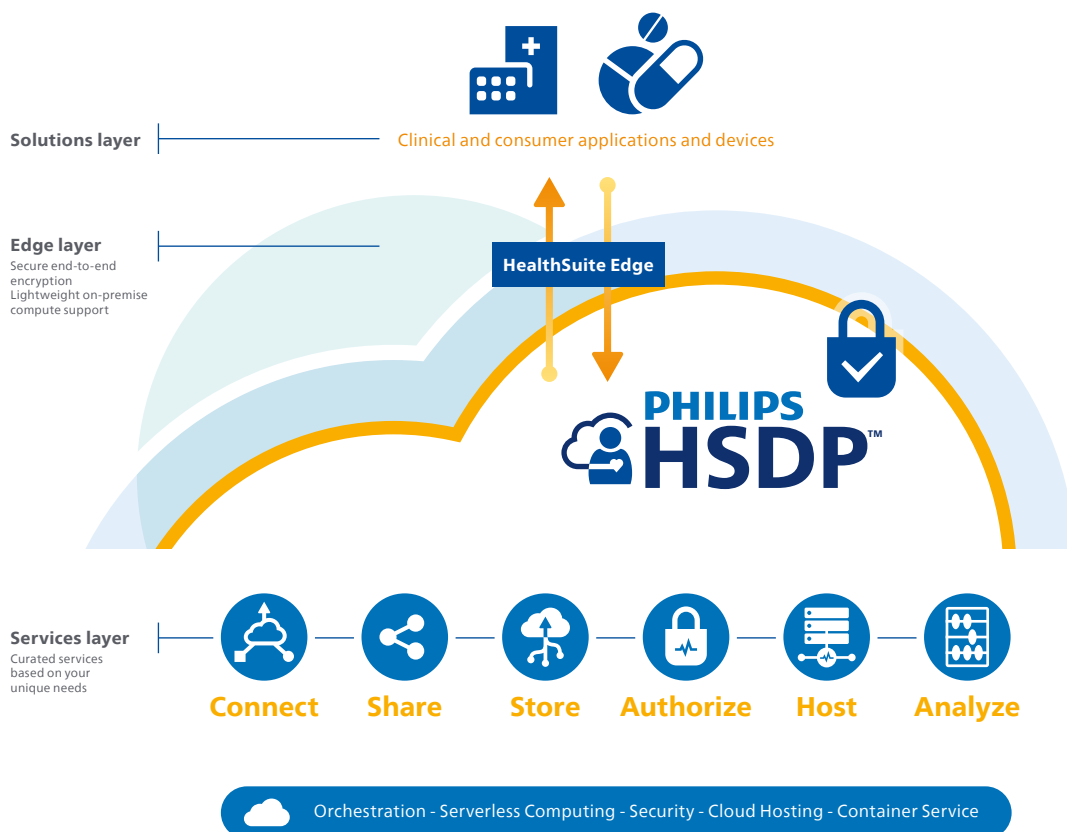 Solutions layer
Clinical and consumer applications and devices
Edge layer
Secure end-to-end
encryption
Lightweight on-premise
compute support
HealthSuite Edge
PHILIPS
HSDP™
Services layer
Curated services
based on your
unique needs
Connect
Share
Store
Authorize
Host
Analyze
Orchestration - Serverless Computing - Security - Cloud Hosting - Container Service